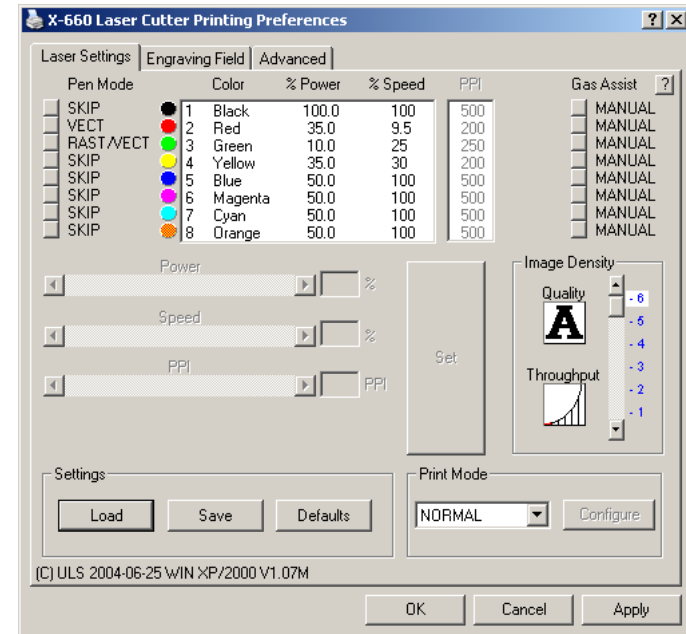 X-660 Laser Cutter Printing Preferences
Laser Settings Engraving Field Advanced
Pen Mode Color % Power % Speed PPI Gas Assist ?
SKIP 1 Black 100.0 100 500 MANUAL
VECT 2 Red 35.0 9.5 200 MANUAL
RAST/VECT 3 Green 10.0 25 250 MANUAL
SKIP 4 Yellow 35.0 30 200 MANUAL
SKIP 5 Blue 50.0 100 500 MANUAL
SKIP 6 Magenta 50.0 100 500 MANUAL
SKIP 7 Cyan 50.0 100 500 MANUAL
SKIP 8 Orange 50.0 100 500 MANUAL
Power
%
Speed
%
PPI
PPI
Set
Image Density
Quality
A
Throughput
- 6
- 5
- 4
- 3
- 2
- 1
Settings
Load Save Defaults
Print Mode
NORMAL Configure
(C) ULS 2004-06-25 WIN XP/2000 V1.07M
OK Cancel Apply